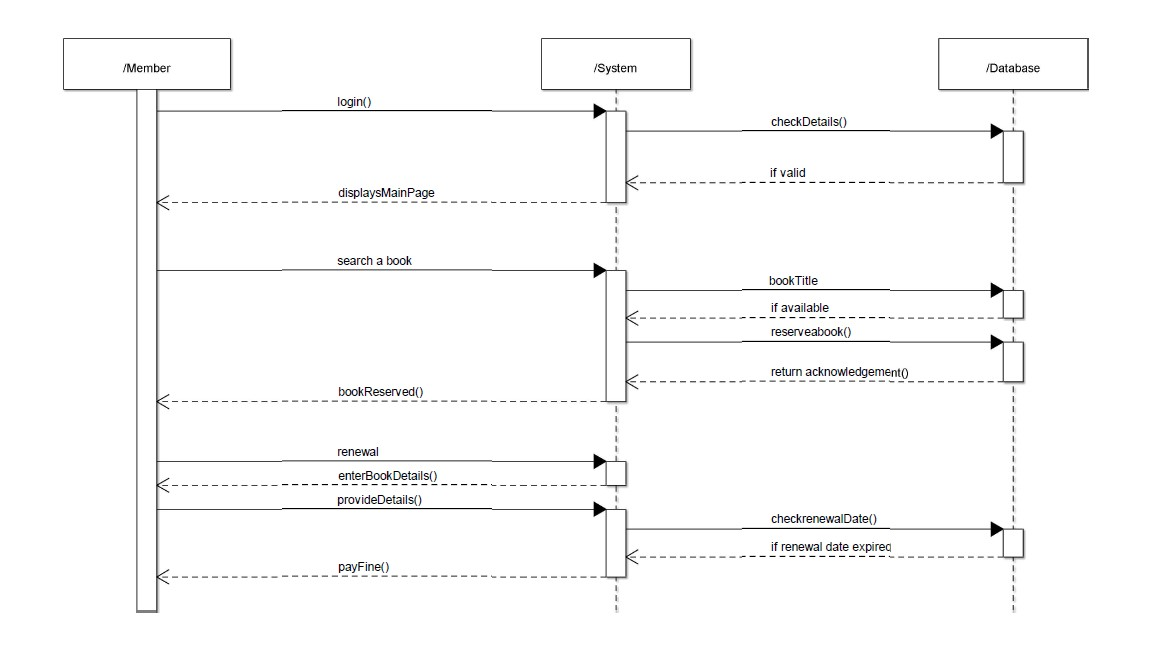 /Member
/System
/Database
login()
checkDetails()
if valid
displaysMainPage
search a book
bookTitle
if available
reserveabook()
return acknowledgement()
bookReserved()
renewal
enterBookDetails()
provideDetails()
checkrenewalDate()
if renewal date expired
payFine()